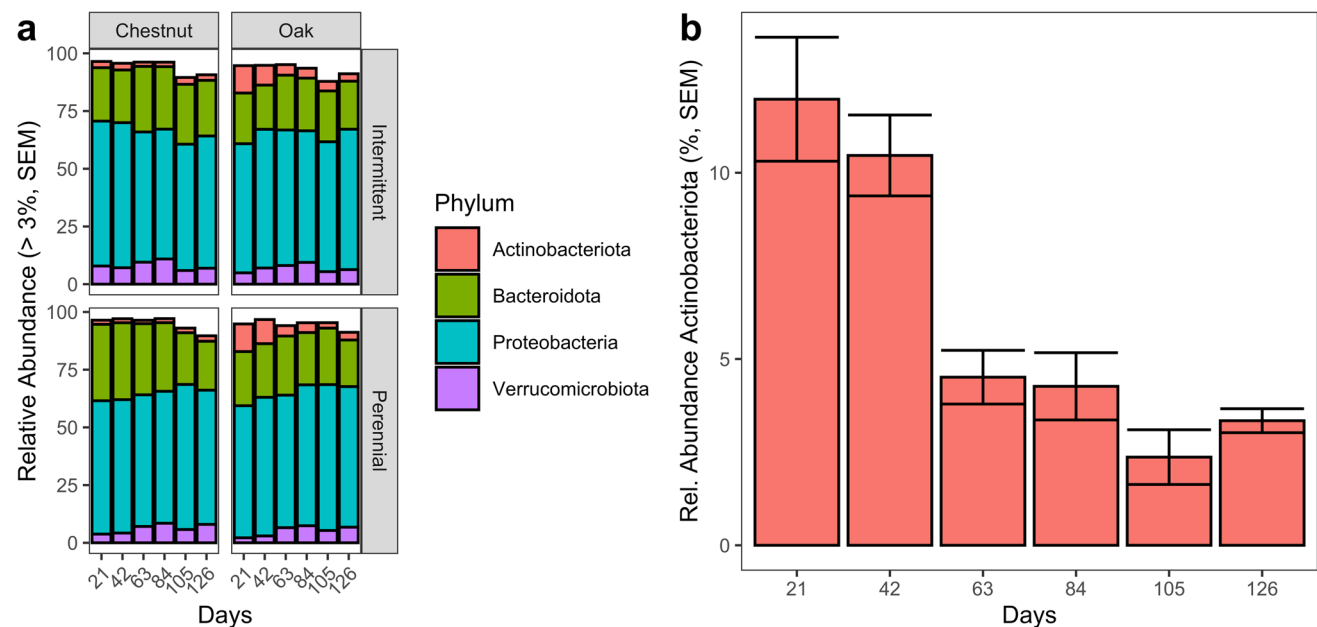 a
Chestnut
Oak
Relative Abundance (> 3%, SEM)
100
75
50
25
0
Intermittent
100
75
50
25
0
Perennial
21 42 63 84 105 126
21 42 63 84 105 126
Days
Phylum
Actinobacteriota
Bacteroidota
Proteobacteria
Verrucomicrobiota
b
Rel. Abundance Actinobacteriota (%, SEM)
10
5
0
21 42 63 84 105 126
Days